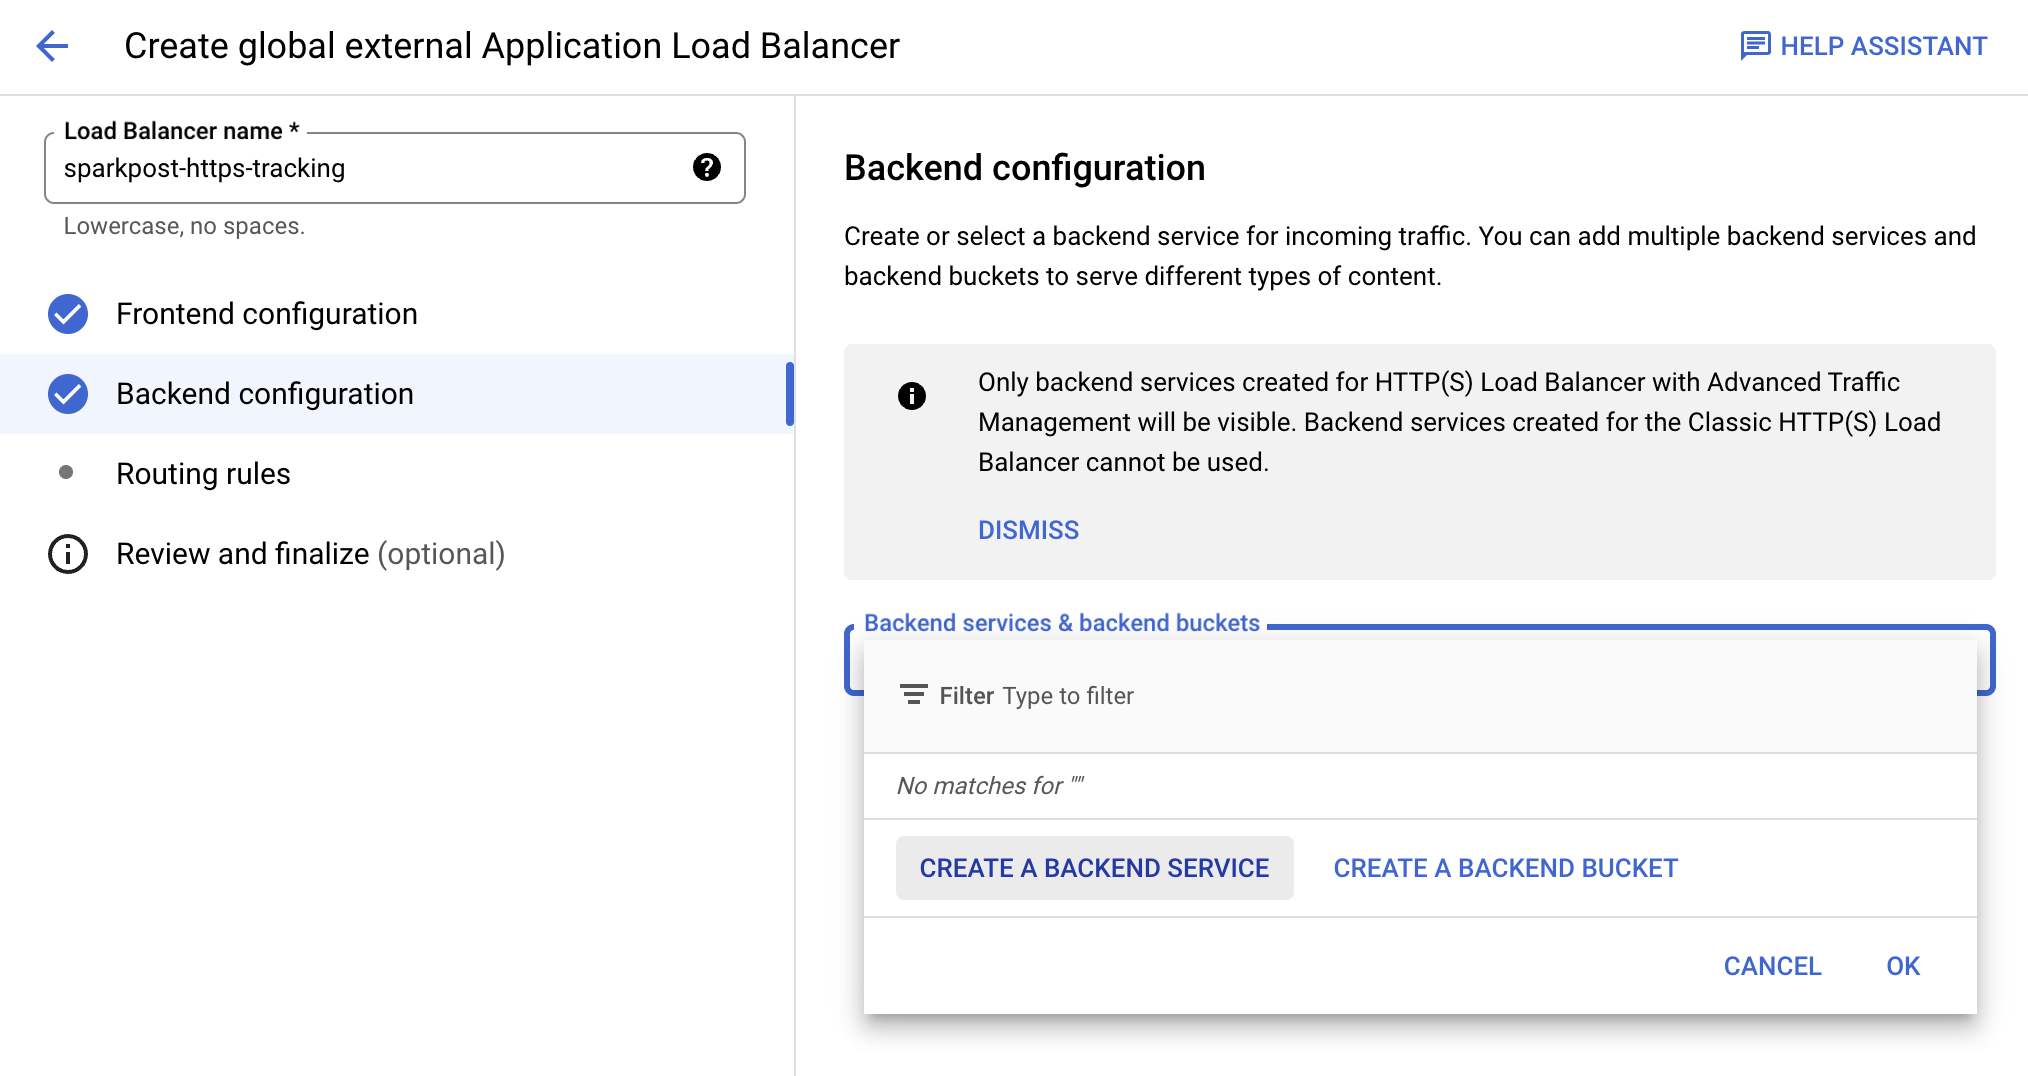 Create global external Application Load Balancer
HELP ASSISTANT
Load Balancer name *
sparkpost-https-tracking
Lowercase, no spaces.
Frontend configuration
Backend configuration
Routing rules
Review and finalize (optional)
Backend configuration
Create or select a backend service for incoming traffic. You can add multiple backend services and
backend buckets to serve different types of content.
Only backend services created for HTTP(S) Load Balancer with Advanced Traffic
Management will be visible. Backend services created for the Classic HTTP(S) Load
Balancer cannot be used.
DISMISS
Backend services & backend buckets
Filter Type to filter
No matches for ""
CREATE A BACKEND SERVICE
CREATE A BACKEND BUCKET
CANCEL
OK